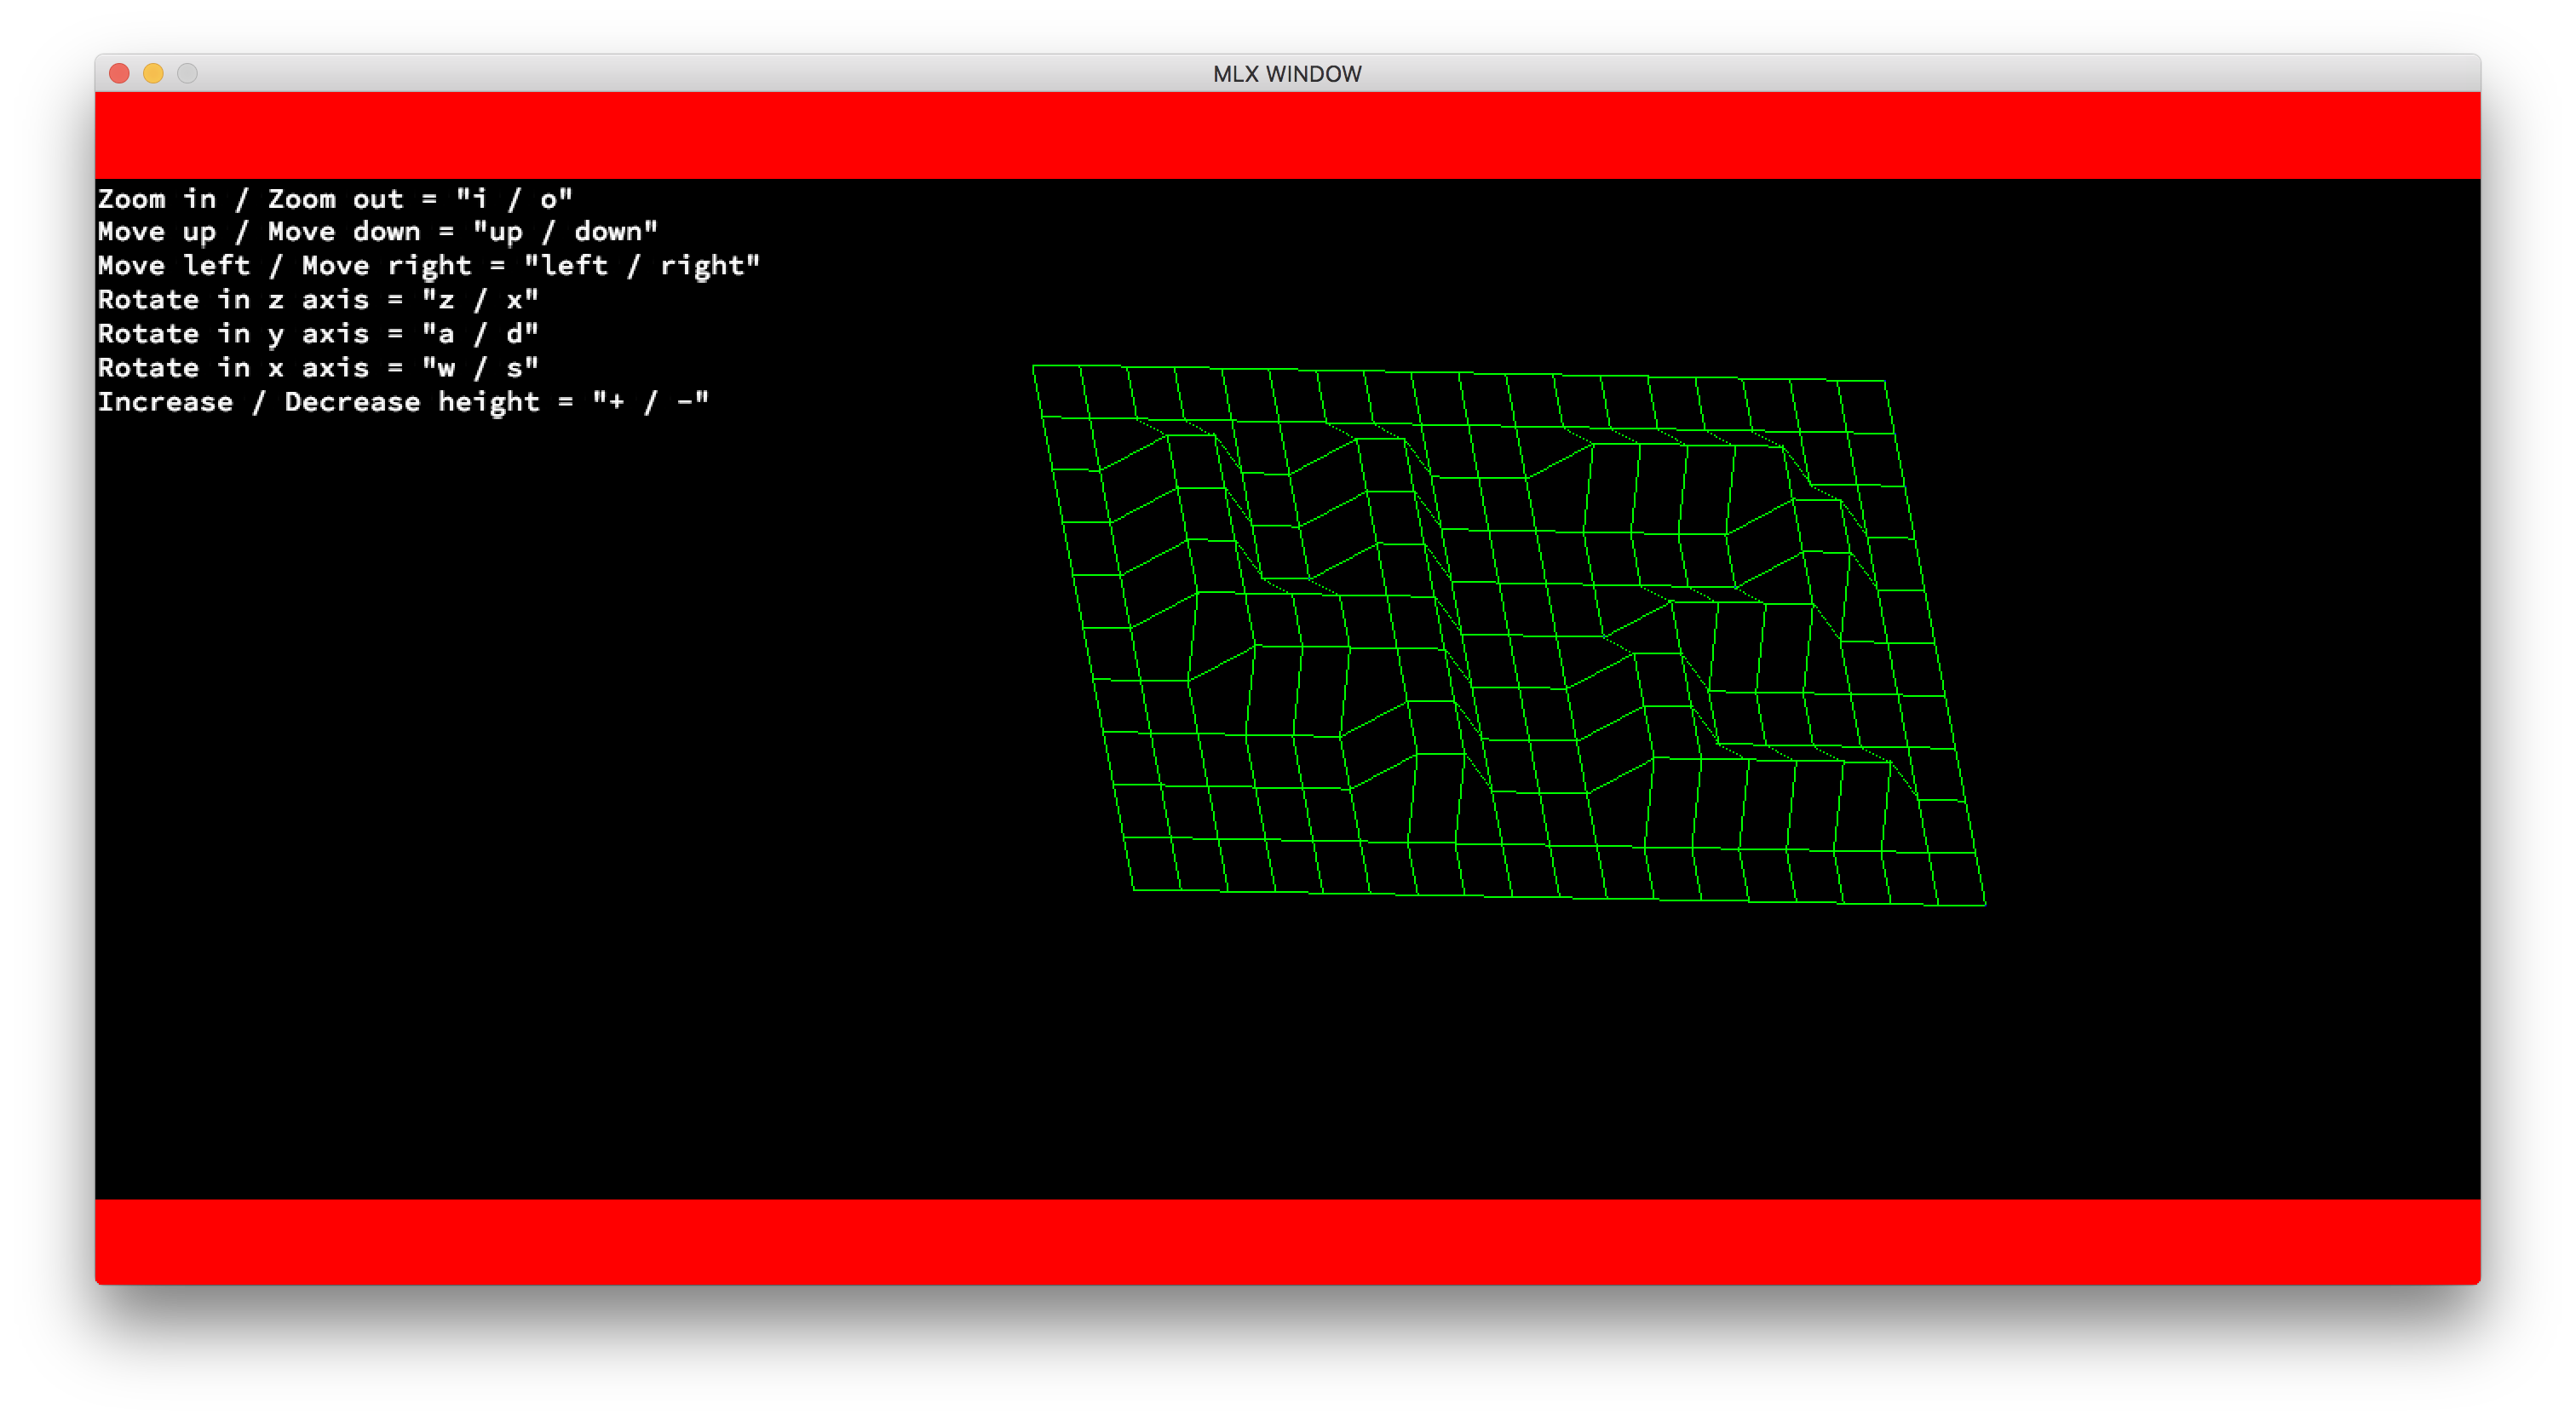 MLX WINDOW
Zoom in / Zoom out = "i / o"
Move up / Move down = "up / down"
Move left / Move right = "left / right"
Rotate in z axis = "z / x"
Rotate in y axis = "a / d"
Rotate in x axis = "w / s"
Increase / Decrease height = "+ / -"
42